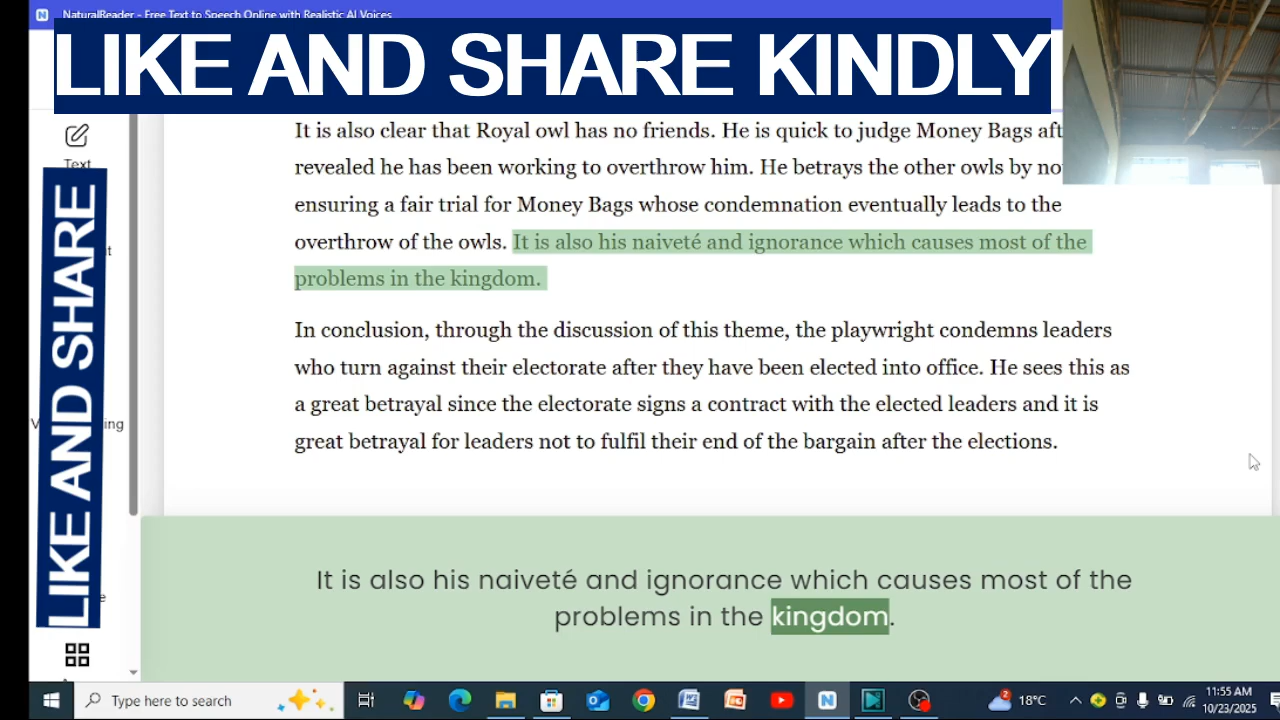 NaturalReader - Free Text to Speech Online with Realistic AI Voices
LIKE AND SHARE KINDLY
It is also clear that Royal owl has no friends. He is quick to judge Money Bags
revealed he has been working to overthrow him. He betrays the other owls by
ensuring a fair trial for Money Bags whose condemnation eventually leads to the
overthrow of the owls. It is also his naiveté and ignorance which causes most of the
problems in the kingdom.
In conclusion, through the discussion of this theme, the playwright condemns leaders
who turn against their electorate after they have been elected into office. He sees this as
a great betrayal since the electorate signs a contract with the elected leaders and it is
great betrayal for leaders not to fulfil their end of the bargain after the elections.
Text
LIKE AND SHARE
It is also his naiveté and ignorance which causes most of the
problems in the kingdom.
Type here to search
2
18°C
11:55 AM
10/23/2025